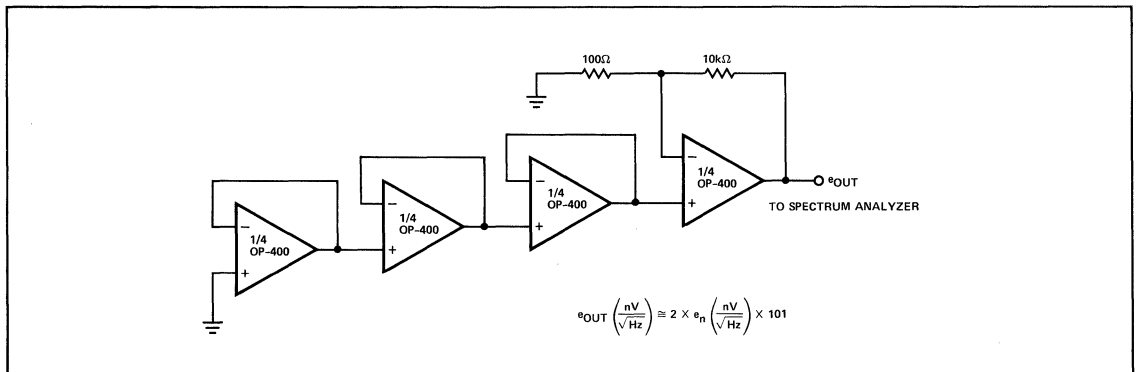 100Ω
10kΩ
−
+
1/4
OP-400
−
+
1/4
OP-400
−
+
1/4
OP-400
−
+
1/4
OP-400
eOUT
TO SPECTRUM ANALYZER
eOUT (nV/√Hz) ≅ 2 × en (nV/√Hz) × 101